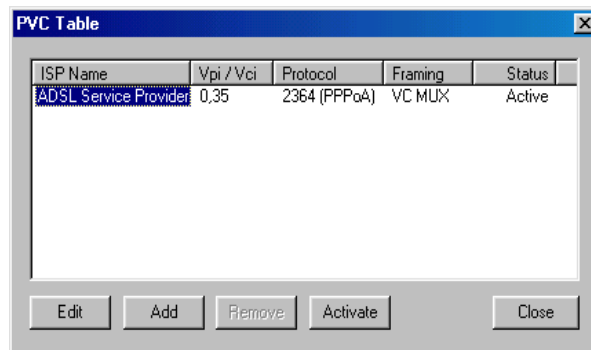 PVC Table
ISP Name Vpi / Vci Protocol Framing Status
ADSL Service Provider 0,35 2364 (PPPoA) VC MUX Active
Edit Add Remove Activate Close